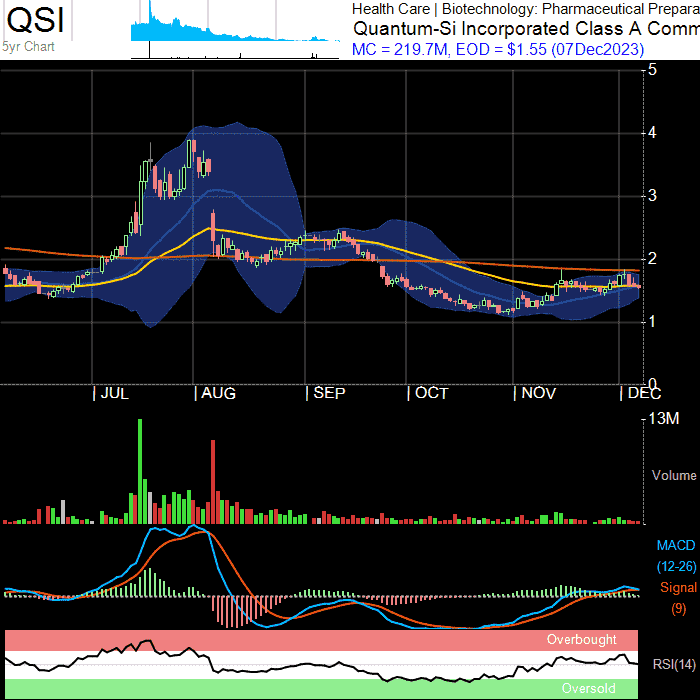 QSI
5yr Chart
Health Care | Biotechnology: Pharmaceutical Prepara
Quantum-Si Incorporated Class A Comm
MC = 219.7M, EOD = $1.55 (07Dec2023)
5
4
3
2
1
0
JUL
AUG
SEP
OCT
NOV
DEC
13M
Volume
MACD
(12-26)
Signal
(9)
Overbought
RSI(14)
Oversold